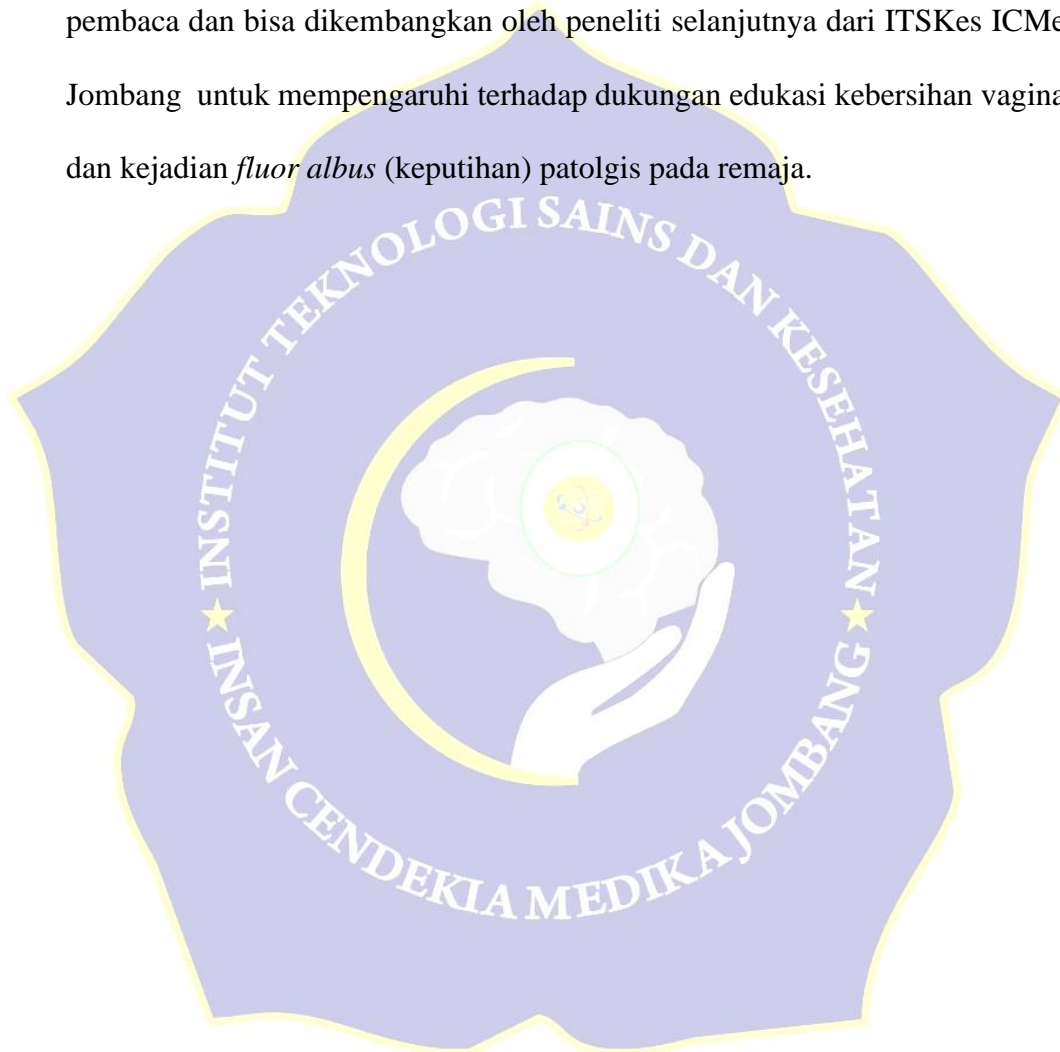 pembaca dan bisa dikembangkan oleh peneliti selanjutnya dari ITSKes ICMe
Jombang untuk mempengaruhi terhadap dukungan edukasi kebersihan vagina
dan kejadian fluor albus (keputihan) patolgis pada remaja.
INSTITUT TEKNOLOGI SAINS DAN KESEHATAN
INSAN CENDEKIA MEDIKA JOMBANG